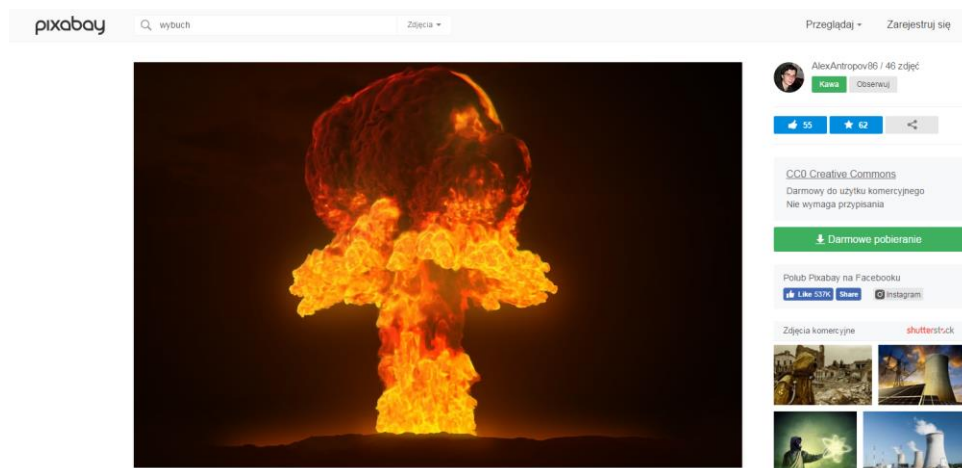 pixabay
wybuch
Zdjęcia
Przeglądaj
Zarejestruj się
AlexAntropov86 / 46 zdjęć
Kawa
Obserwuj
55
62
CC0 Creative Commons
Darmowy do użytku komercyjnego
Nie wymaga przypisania
Darmowe pobieranie
Polub Pixabay na Facebooku
Like 537K
Share
Instagram
Zdjęcia komercyjne
shutterstock